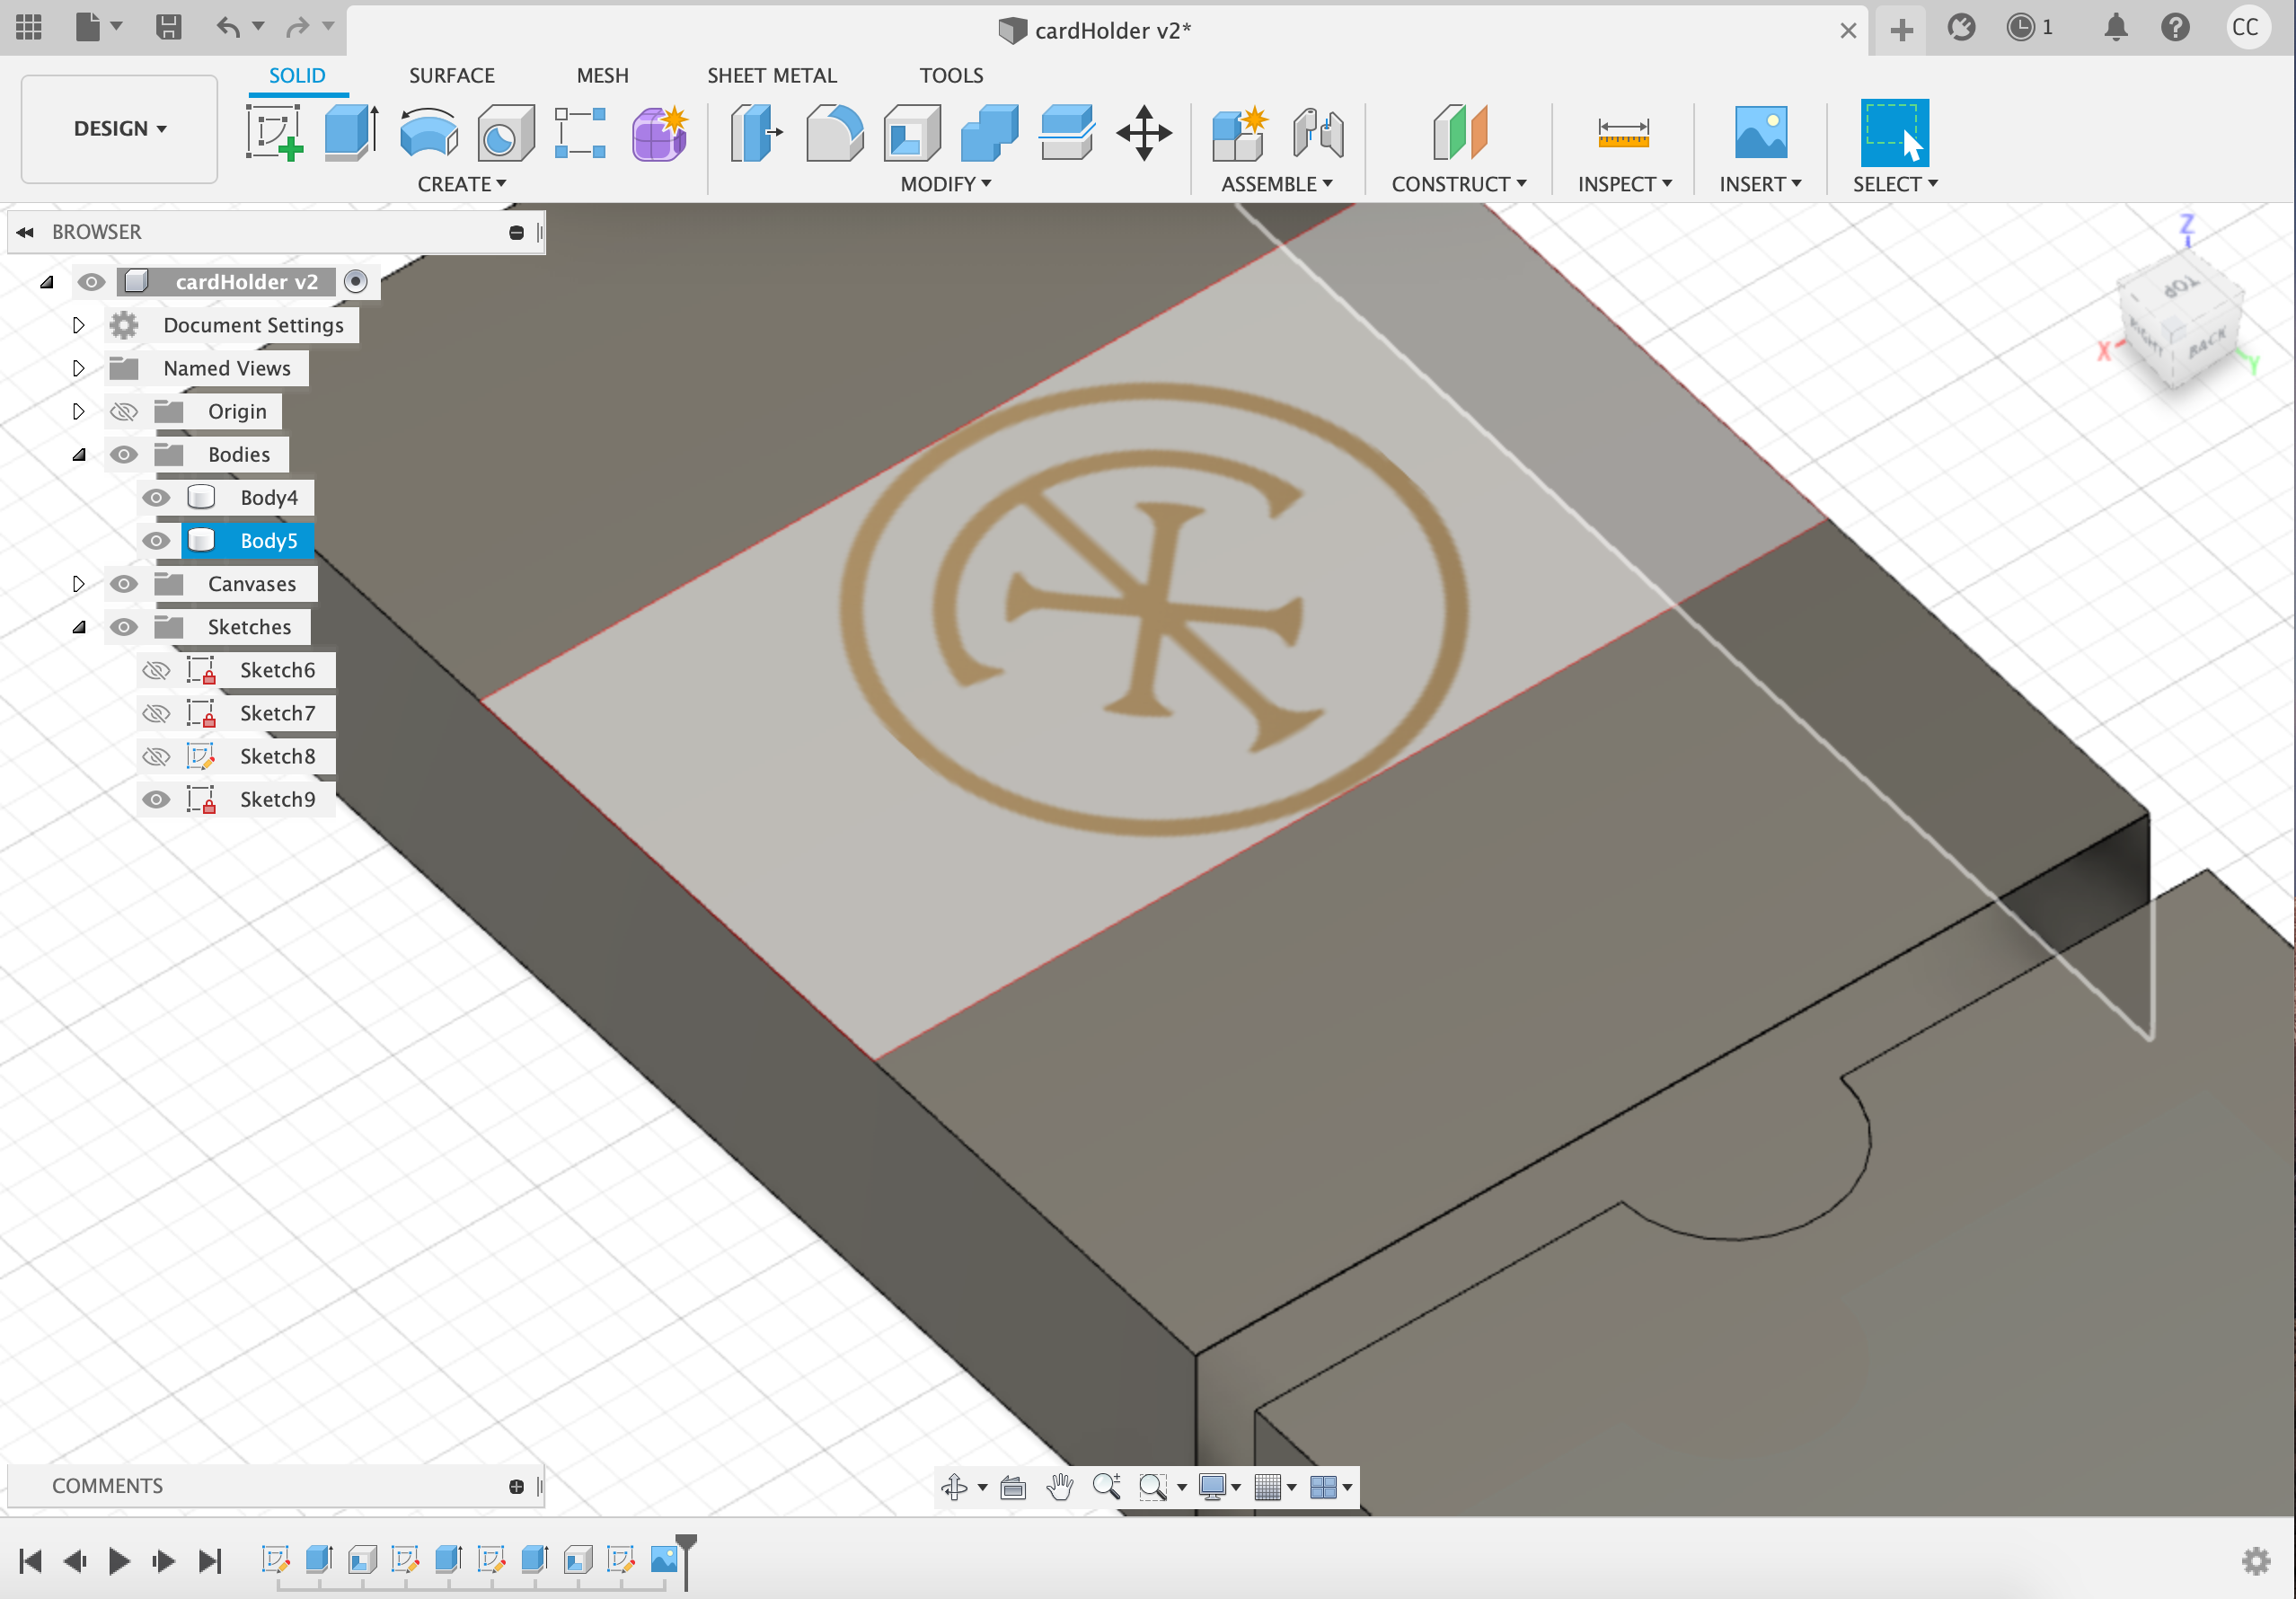 cardHolder v2*
1
CC
SOLID
SURFACE
MESH
SHEET METAL
TOOLS
DESIGN
CREATE
MODIFY
ASSEMBLE
CONSTRUCT
INSPECT
INSERT
SELECT
BROWSER
cardHolder v2
Document Settings
Named Views
Origin
Bodies
Body4
Body5
Canvases
Sketches
Sketch6
Sketch7
Sketch8
Sketch9
Z
TOP
RIGHT
BACK
X
Y
COMMENTS